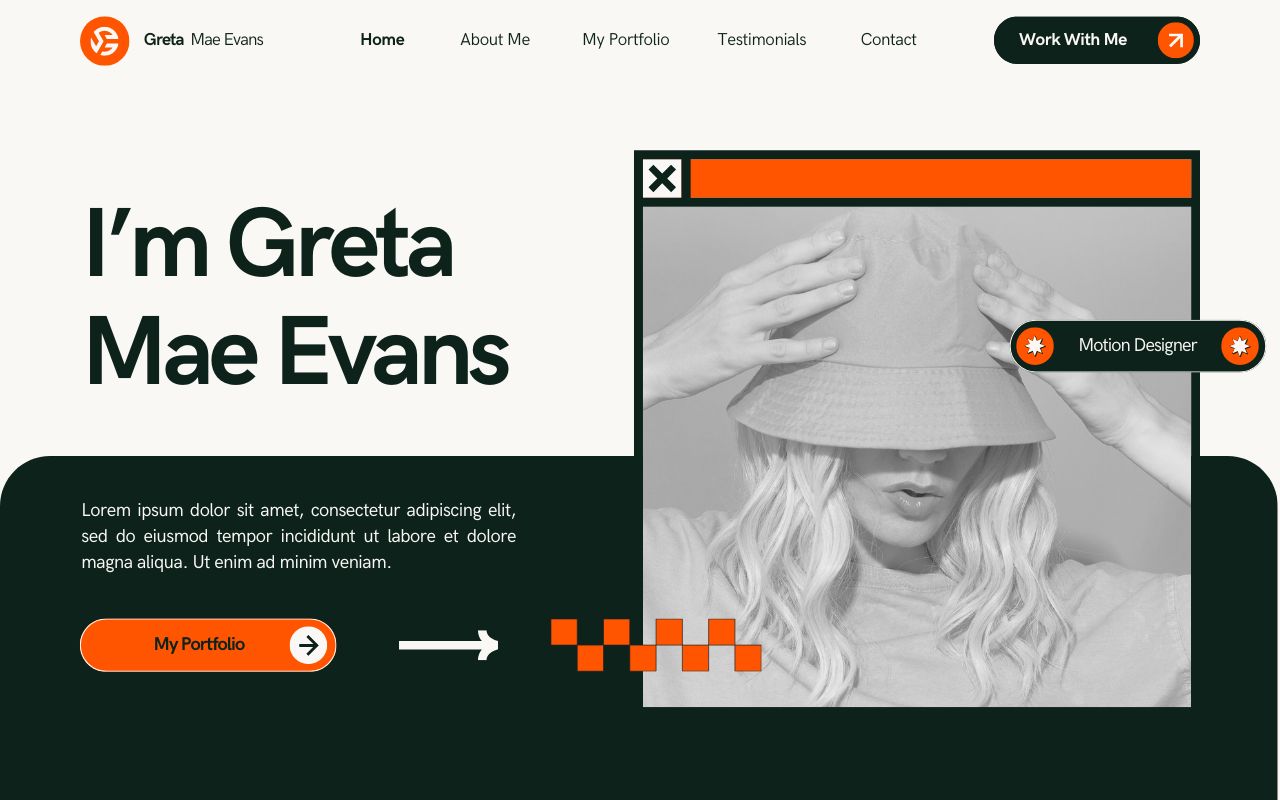 Greta Mae Evans
Home
About Me
My Portfolio
Testimonials
Contact
Work With Me
I’m Greta
Mae Evans
Motion Designer
Lorem ipsum dolor sit amet, consectetur adipiscing elit,
sed do eiusmod tempor incididunt ut labore et dolore
magna aliqua. Ut enim ad minim veniam.
My Portfolio